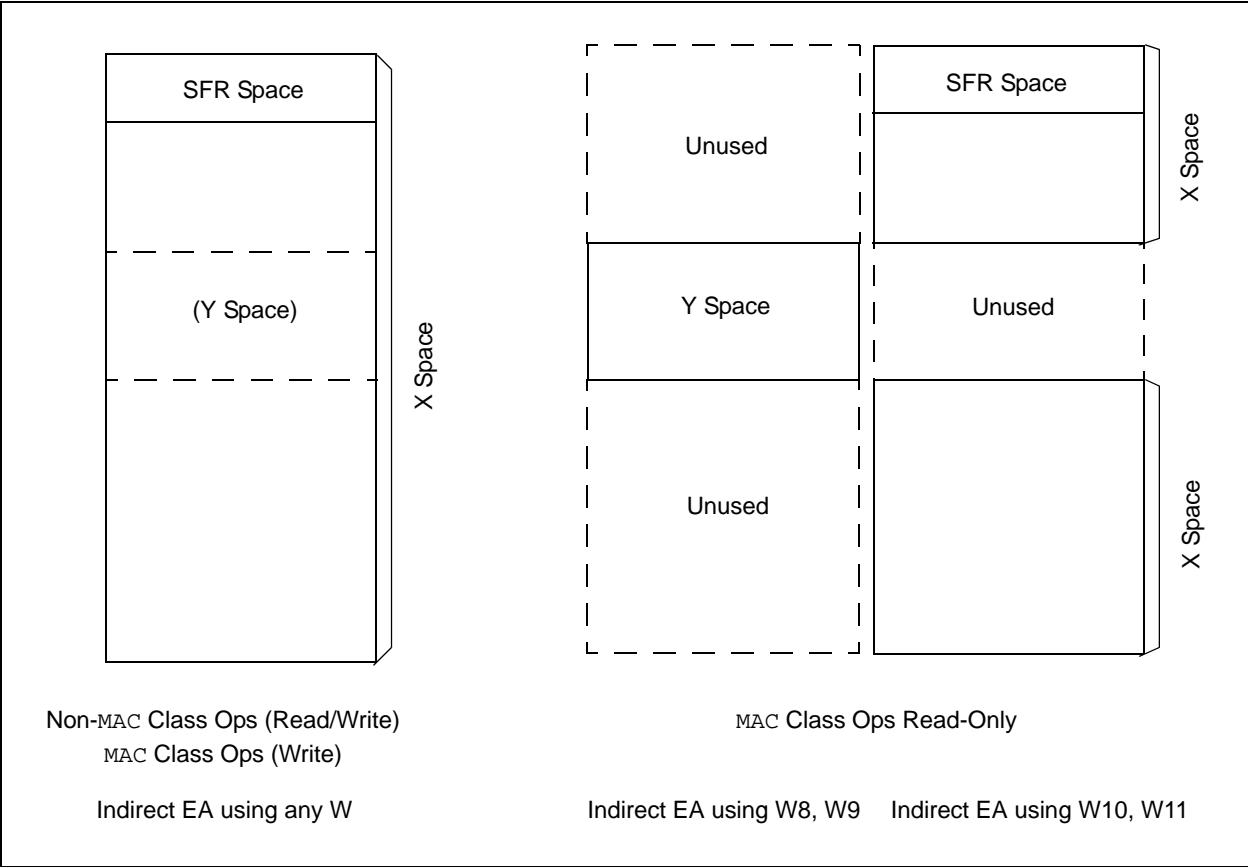 SFR Space
(Y Space)
X Space
Non-MAC Class Ops (Read/Write)
MAC Class Ops (Write)
Indirect EA using any W
Unused
Y Space
Unused
SFR Space
Unused
X Space
X Space
MAC Class Ops Read-Only
Indirect EA using W8, W9
Indirect EA using W10, W11